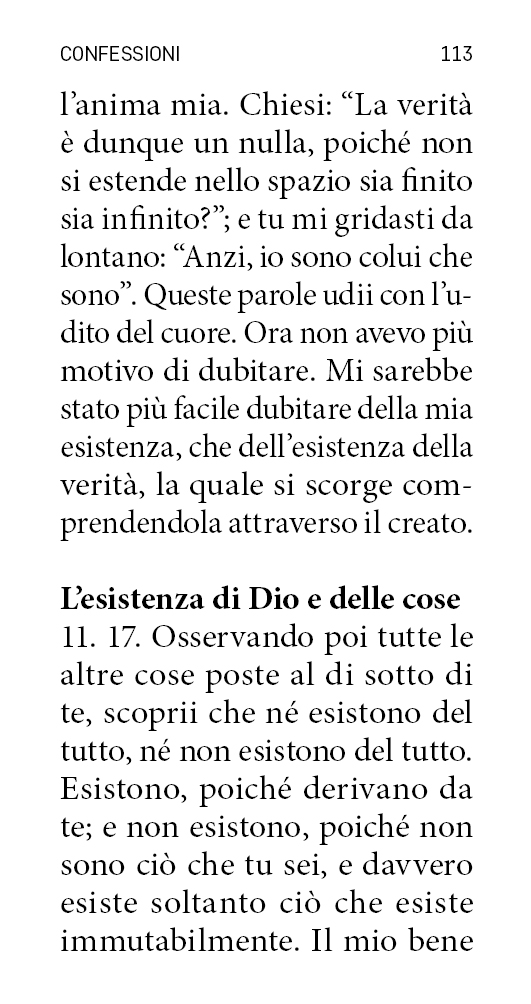 CONFESSIONI 113
l’anima mia. Chiesi: “La verità
è dunque un nulla, poiché non
si estende nello spazio sia finito
sia infinito?”; e tu mi gridasti da
lontano: “Anzi, io sono colui che
sono”. Queste parole udii con l’u-
dito del cuore. Ora non avevo più
motivo di dubitare. Mi sarebbe
stato più facile dubitare della mia
esistenza, che dell’esistenza della
verità, la quale si scorge com-
prendendola attraverso il creato.
L’esistenza di Dio e delle cose
11. 17. Osservando poi tutte le
altre cose poste al di sotto di
te, scoprii che né esistono del
tutto, né non esistono del tutto.
Esistono, poiché derivano da
te; e non esistono, poiché non
sono ciò che tu sei, e davvero
esiste soltanto ciò che esiste
immutabilmente. Il mio bene